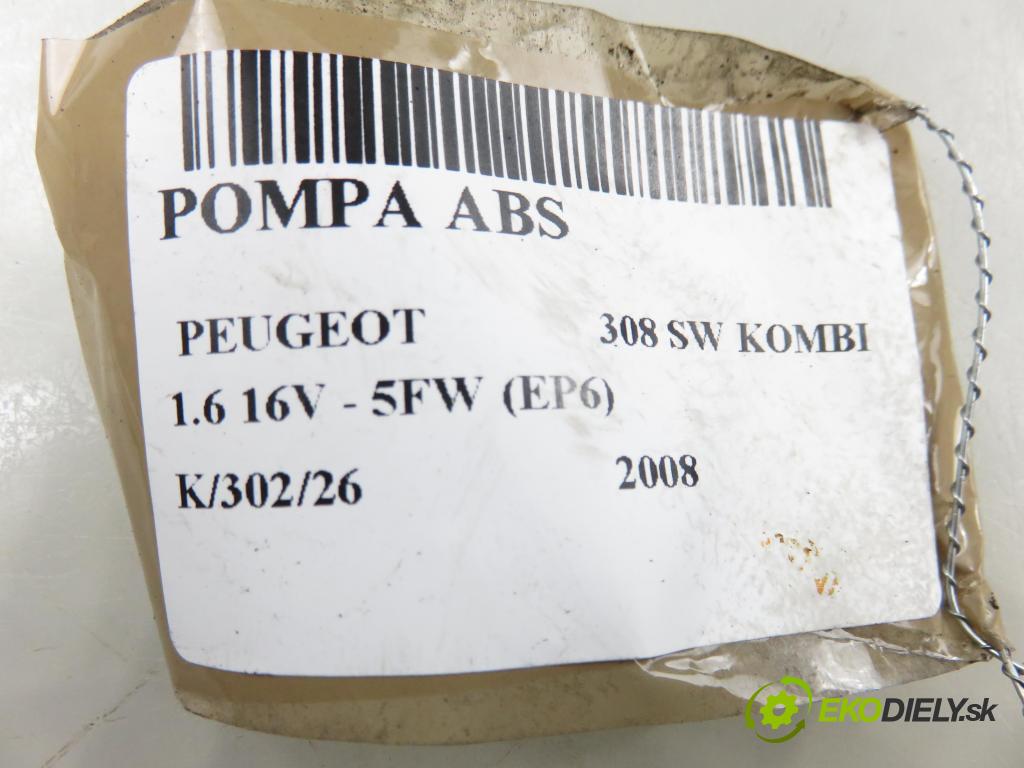 POMPA ABS
PEUGEOT 308 SW KOMBI
1.6 16V - 5FW (EP6)
K/302/26 2008
EKODIELY.sk